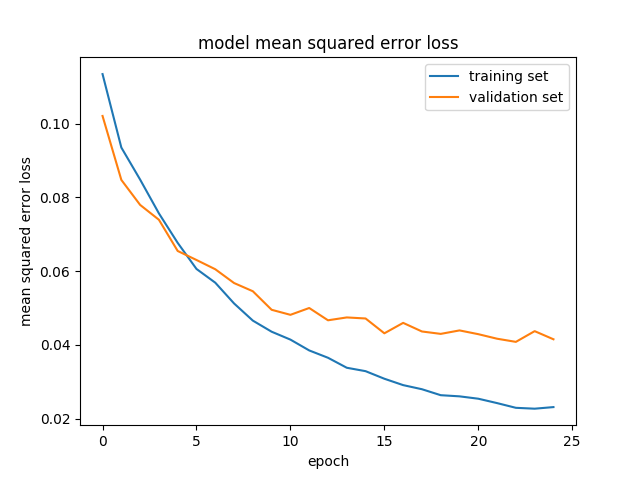 model mean squared error loss
training set
validation set
mean squared error loss
0.10
0.08
0.06
0.04
0.02
0 5 10 15 20 25
epoch